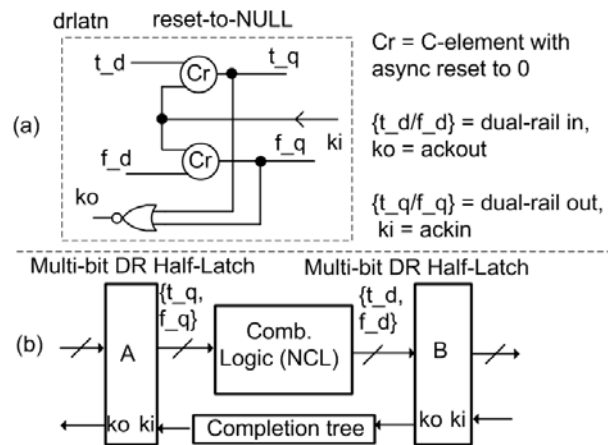 drlatn reset-to-NULL
(a)
t_d
Cr
t_q
f_q
ki
f_d
Cr
ko
Cr = C-element with
async reset to 0
{t_d/f_d} = dual-rail in,
ko = ackout
{t_q/f_q} = dual-rail out,
ki = ackin
Multi-bit DR Half-Latch
Multi-bit DR Half-Latch
(b)
A
ko ki
{t_q,
f_q}
Comb.
Logic (NCL)
{t_d,
f_d}
B
ko ki
Completion tree